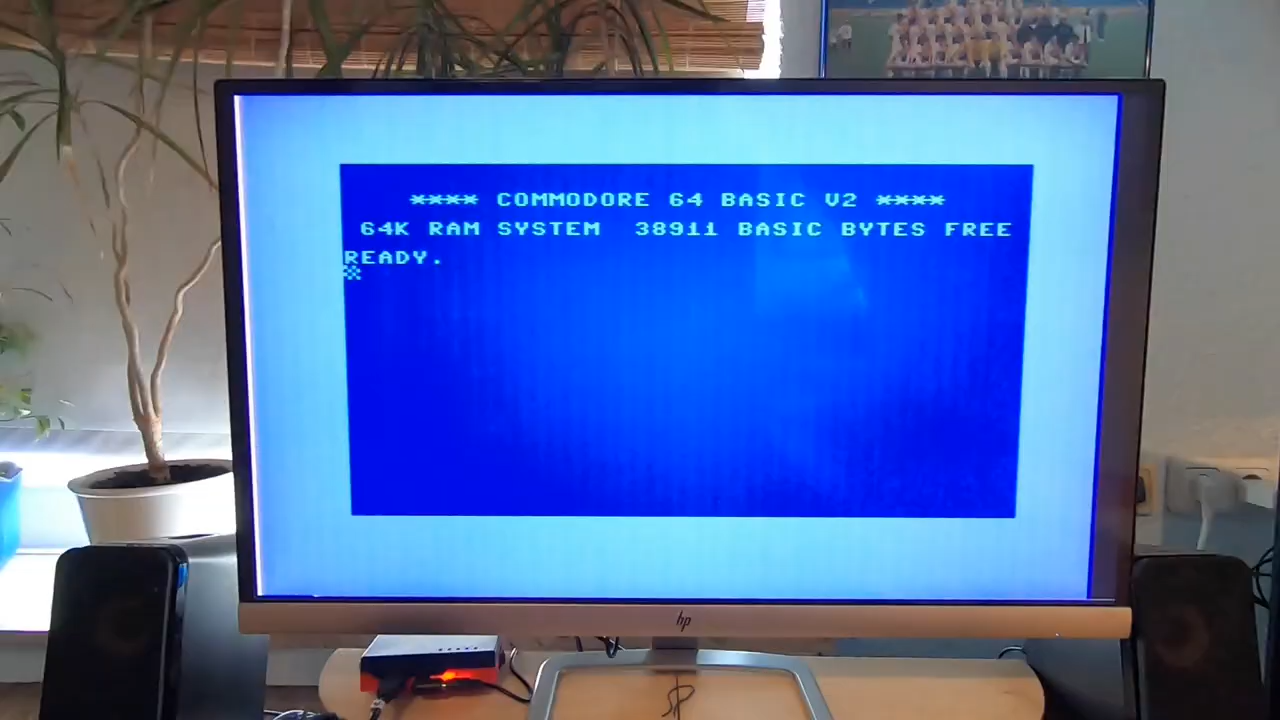 **** COMMODORE 64 BASIC V2 ****
64K RAM SYSTEM  38911 BASIC BYTES FREE
READY.
hp